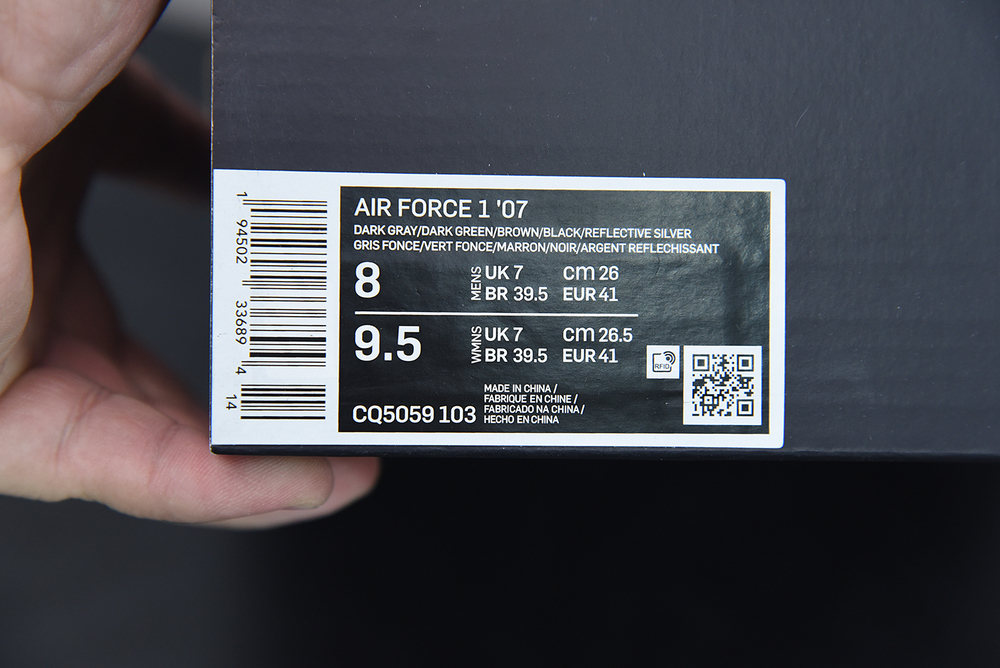 AIR FORCE 1 '07
DARK GRAY/DARK GREEN/BROWN/BLACK/REFLECTIVE SILVER
GRIS FONCE/VERT FONCE/MARRON/NOIR/ARGENT REFLECHISSANT
8
MENS
UK 7 cm 26
BR 39.5 EUR 41
9.5
WMNS
UK 7 cm 26.5
BR 39.5 EUR 41
RFID
MADE IN CHINA /
FABRIQUE EN CHINE /
FABRICADO NA CHINA /
HECHO EN CHINA
CQ5059 103
1 94502 33689 4
14